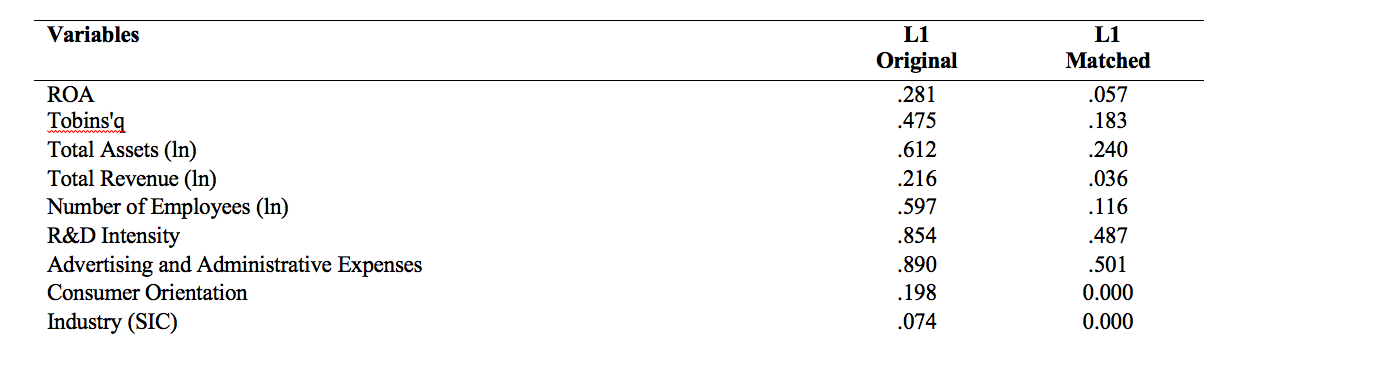 Variables L1 L1
Original Matched
ROA .281 .057
Tobins'q .475 .183
Total Assets (ln) .612 .240
Total Revenue (ln) .216 .036
Number of Employees (ln) .597 .116
R&D Intensity .854 .487
Advertising and Administrative Expenses .890 .501
Consumer Orientation .198 0.000
Industry (SIC) .074 0.000